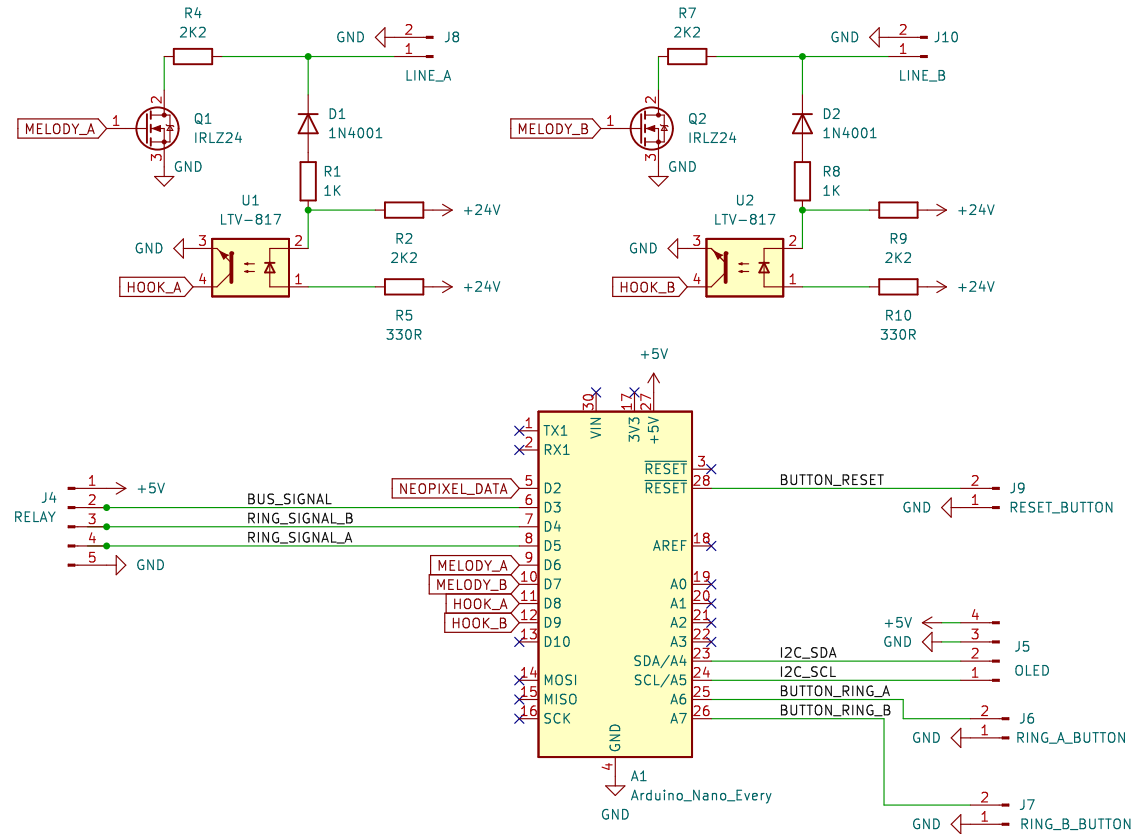 R4
2K2
GND
2
J8
1
LINE_A
MELODY_A
1
2
3
Q1
IRLZ24
GND
D1
1N4001
R1
1K
U1
LTV-817
GND
3
2
HOOK_A
4
1
+24V
R2
2K2
+24V
R5
330R
R7
2K2
GND
2
J10
1
LINE_B
MELODY_B
1
2
3
Q2
IRLZ24
GND
D2
1N4001
R8
1K
U2
LTV-817
GND
3
2
HOOK_B
4
1
+24V
R9
2K2
+24V
R10
330R
+5V
30
17
27
VIN
3V3
+5V
1
TX1
2
RX1
3
RESET
28
RESET
BUTTON_RESET
2
J9
GND
1
RESET_BUTTON
J4
RELAY
1
+5V
2
BUS_SIGNAL
3
RING_SIGNAL_B
4
RING_SIGNAL_A
5
GND
NEOPIXEL_DATA
5
D2
6
D3
7
D4
8
D5
MELODY_A
9
D6
MELODY_B
10
D7
HOOK_A
11
D8
HOOK_B
12
D9
13
D10
14
MOSI
15
MISO
16
SCK
AREF
18
A0
19
A1
20
A2
21
A3
22
SDA/A4
23
I2C_SDA
SCL/A5
24
I2C_SCL
A6
25
BUTTON_RING_A
A7
26
BUTTON_RING_B
+5V
4
GND
3
J5
2
OLED
1
2
J6
GND
1
RING_A_BUTTON
2
J7
GND
1
RING_B_BUTTON
GND
4
A1
Arduino_Nano_Every
GND